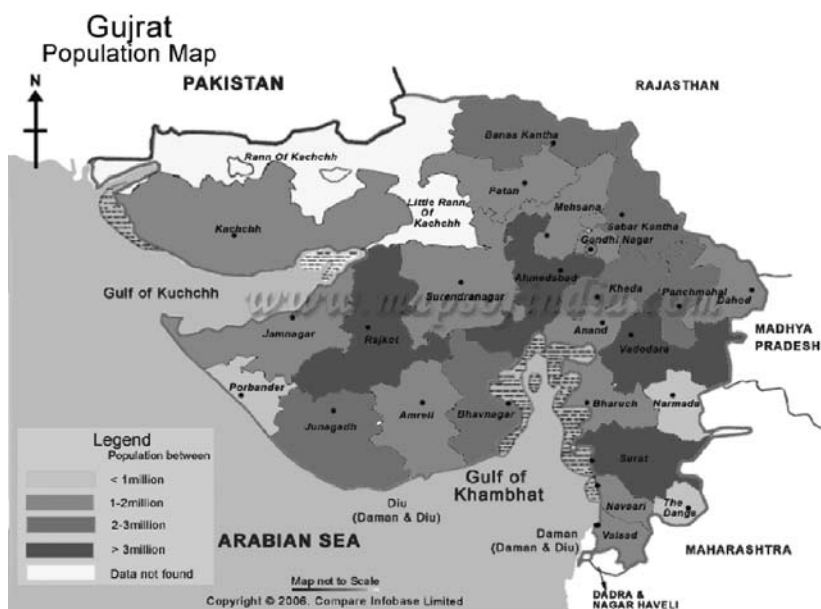 Gujrat
Population Map
N
PAKISTAN
RAJASTHAN
Banas Kantha
Rann Of Kachchh
Patan
Mehsana
Little Rann
Of
Kachchh
Sabar Kantha
Kachchh
Gandhi Nagar
Ahmedabad
Gulf of Kuchchh
Surendranagar
Kheda
Panchmahal
Dahod
www.mapsofindia.com
Jamnagar
Rajkot
Anand
Vadodara
MADHYA
PRADESH
Porbander
Junagadh
Amreli
Bhavnagar
Bharuch
Narmada
Legend
Population between
< 1million
1-2million
2-3million
> 3million
Data not found
Gulf of
Khambhat
Surat
The
Dangs
Navsari
Diu
(Daman & Diu)
Daman
(Daman & Diu)
Valsad
ARABIAN SEA
MAHARASHTRA
Map not to Scale
DADRA &
NAGAR HAVELI
Copyright © 2006, Compare Infobase Limited